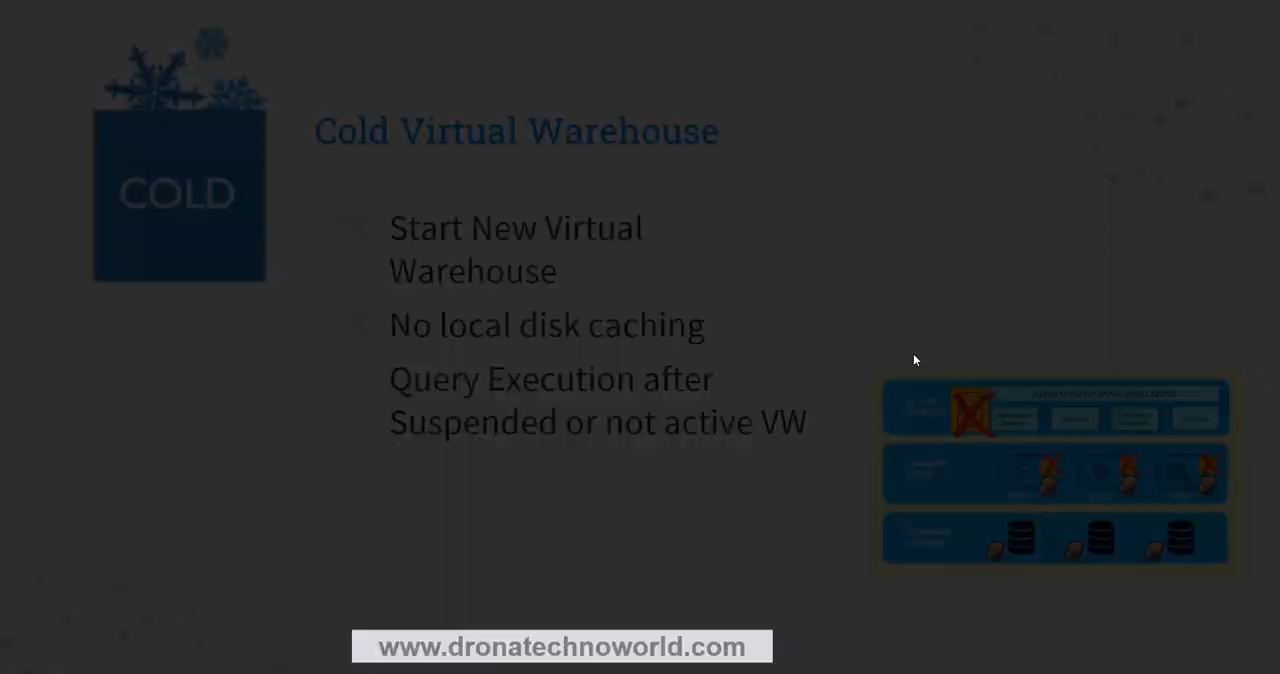 COLD
Cold Virtual Warehouse
Start New Virtual
Warehouse
No local disk caching
Query Execution after
Suspended or not active VW
www.dronatechnoworld.com